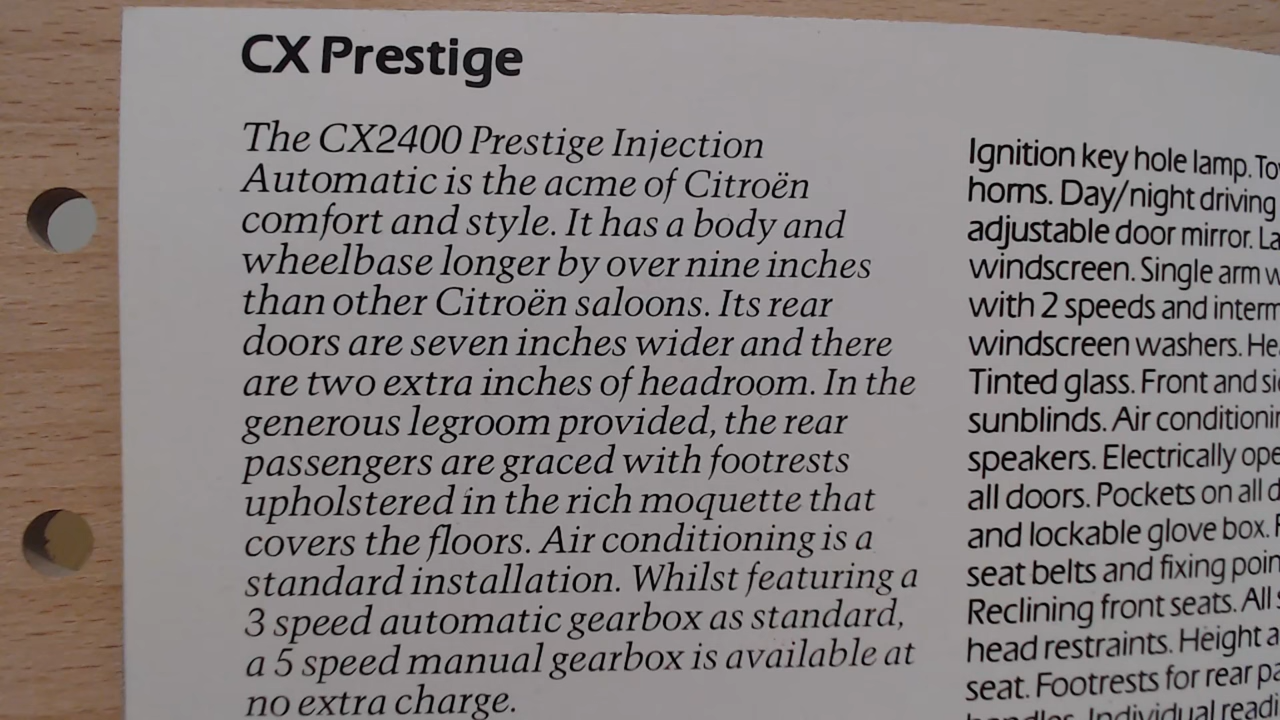 CX Prestige
The CX2400 Prestige Injection
Automatic is the acme of Citroën
comfort and style. It has a body and
wheelbase longer by over nine inches
than other Citroën saloons. Its rear
doors are seven inches wider and there
are two extra inches of headroom. In the
generous legroom provided, the rear
passengers are graced with footrests
upholstered in the rich moquette that
covers the floors. Air conditioning is a
standard installation. Whilst featuring a
3 speed automatic gearbox as standard,
a 5 speed manual gearbox is available at
no extra charge.
Ignition key hole lamp.
horns. Day/night driving
adjustable door mirror.
windscreen. Single arm
with 2 speeds and
windscreen washers.
Tinted glass. Front and
sunblinds. Air
speakers. Electrically
all doors. Pockets on all
and lockable glove box.
seat belts and fixing
Reclining front seats. All
head restraints. Height
seat. Footrests for rear
Individual